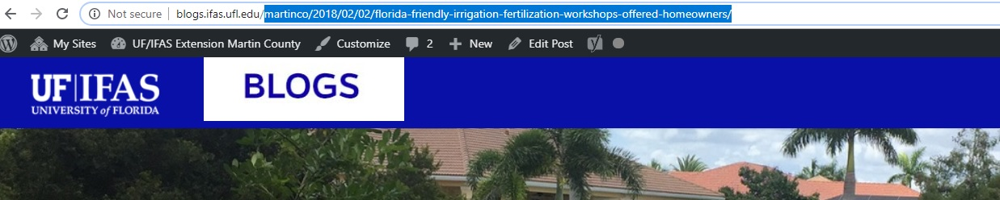 Not secure | blogs.ifas.ufl.edu/martinco/2018/02/02/florida-friendly-irrigation-fertilization-workshops-offered-homeowners/
My Sites UF/IFAS Extension Martin County Customize 2 New Edit Post
UF|IFAS
UNIVERSITY of FLORIDA
BLOGS